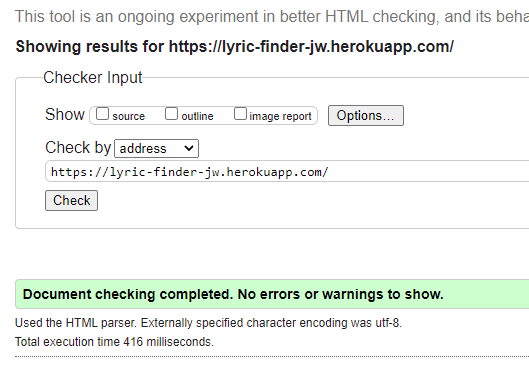 This tool is an ongoing experiment in better HTML checking, and its beha
Showing results for https://lyric-finder-jw.herokuapp.com/
Checker Input
Show source outline image report Options...
Check by address
https://lyric-finder-jw.herokuapp.com/
Check
Document checking completed. No errors or warnings to show.
Used the HTML parser. Externally specified character encoding was utf-8.
Total execution time 416 milliseconds.